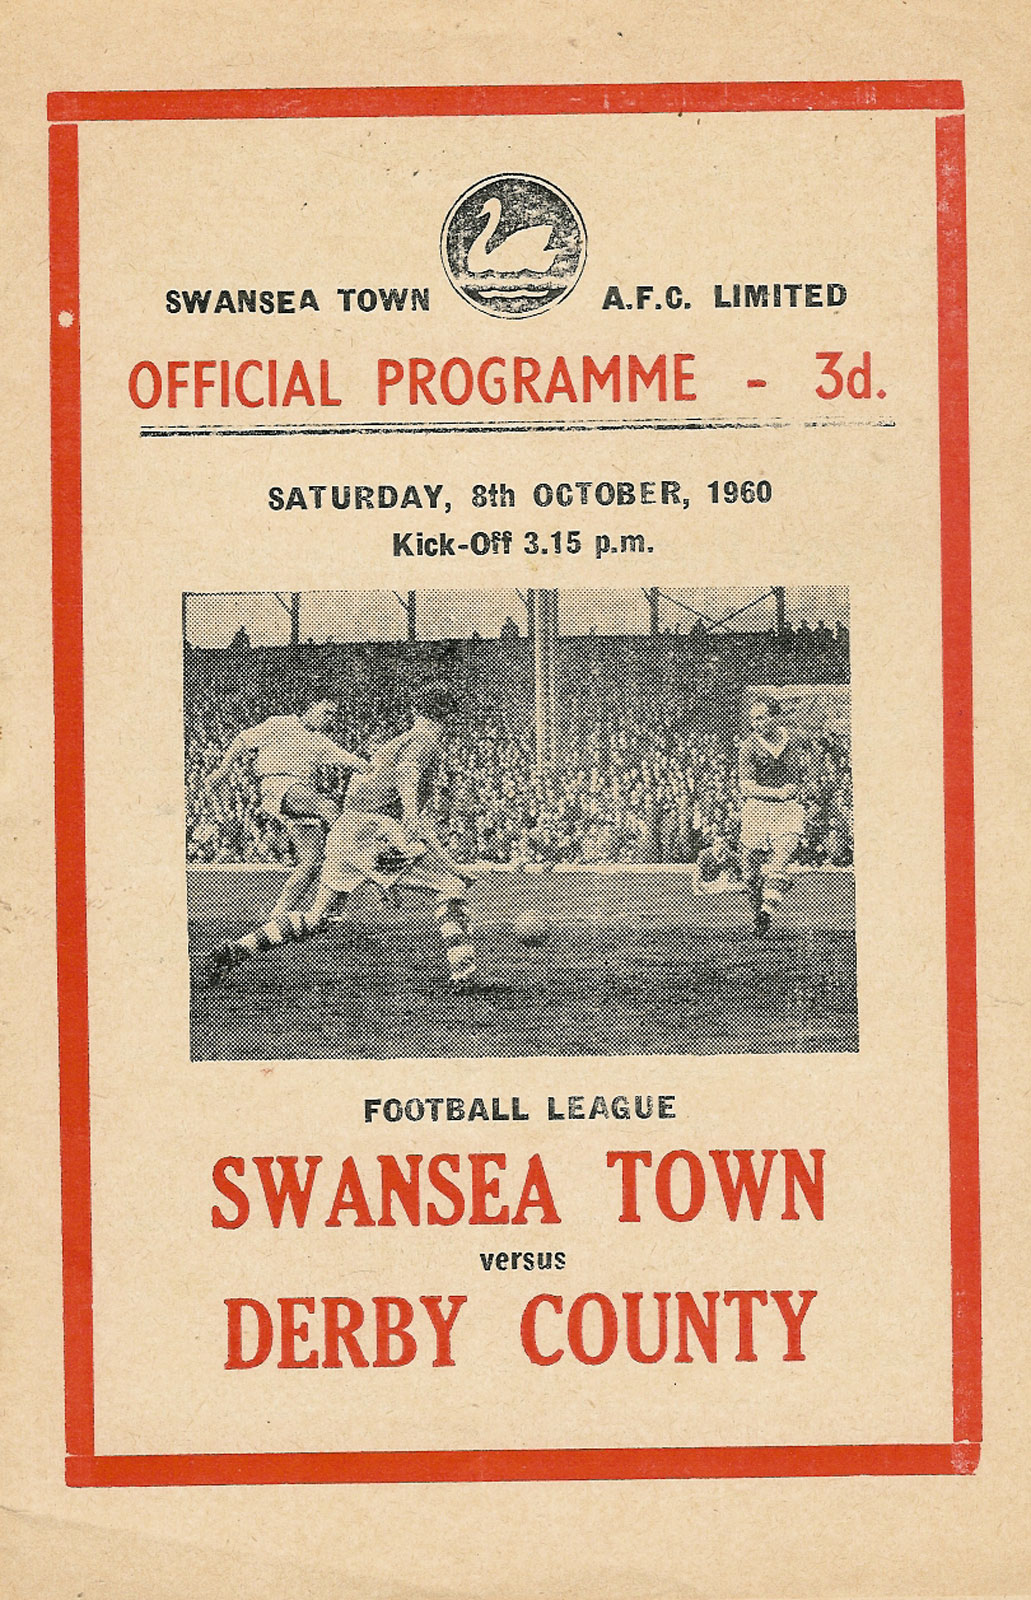 SWANSEA TOWN A.F.C. LIMITED
OFFICIAL PROGRAMME - 3d.
SATURDAY, 8th OCTOBER, 1960
Kick-Off 3.15 p.m.
FOOTBALL LEAGUE
SWANSEA TOWN
versus
DERBY COUNTY